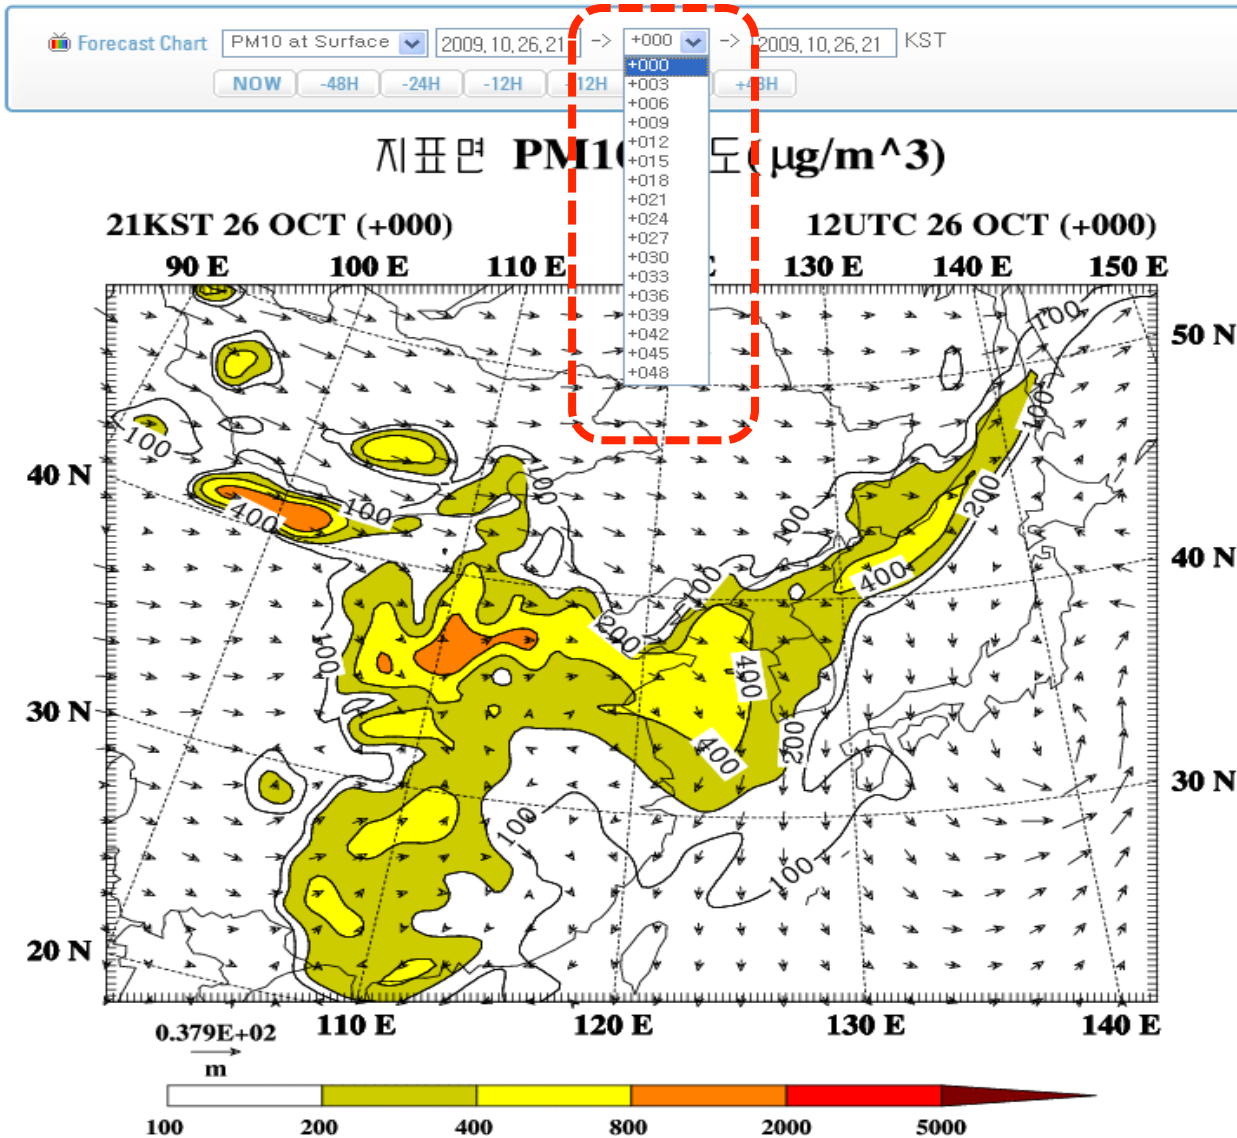 Forecast Chart PM10 at Surface 2009.10.26.21 -> +000 -> 2009.10.26.21 KST
NOW -48H -24H -12H +12H +48H
+000
+003
+006
+009
+012
+015
+018
+021
+024
+027
+030
+033
+036
+039
+042
+045
+048
지표면 PM10 도(μg/m^3)
21KST 26 OCT (+000) 12UTC 26 OCT (+000)
90 E 100 E 110 E E 130 E 140 E 150 E
50 N
40 N
40 N
30 N
30 N
20 N
100
100
100
200
100
400
100
100
400
100
200
100
400
200
400
100
100
110 E 120 E 130 E 140 E
0.379E+02
m
100 200 400 800 2000 5000